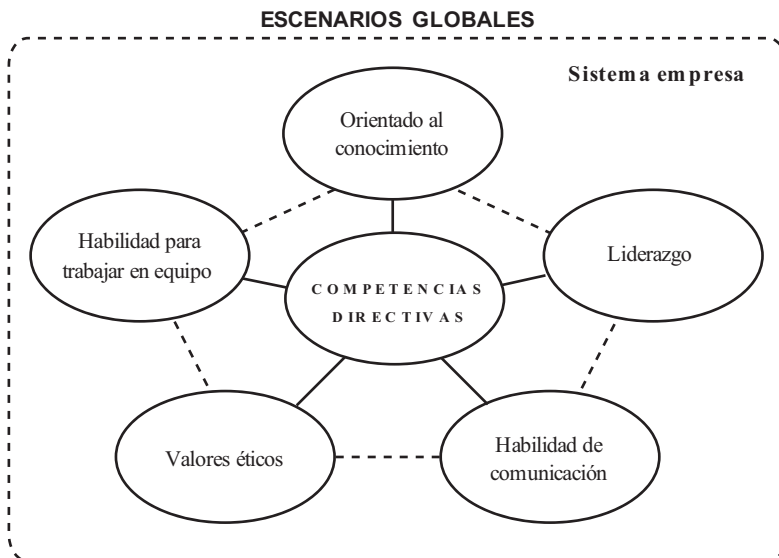 ESCENARIOS GLOBALES
Sistema empresa
Orientado al
conocimiento
Habilidad para
trabajar en equipo
Liderazgo
COMPETENCIAS
DIRECTIVAS
Valores éticos
Habilidad de
comunicación